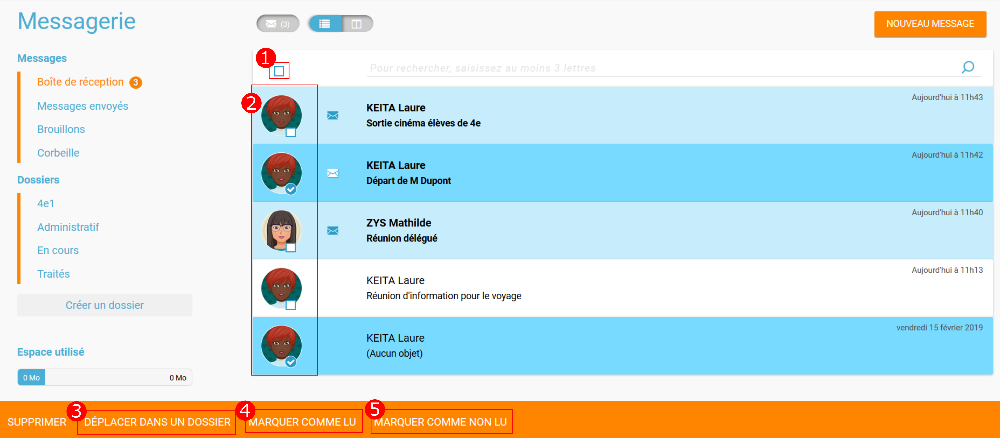 Messagerie
(3)
NOUVEAU MESSAGE
Messages
Boîte de réception 3
Messages envoyés
Brouillons
Corbeille
Dossiers
4e1
Administratif
En cours
Traités
Créer un dossier
Espace utilisé
0 Mo 0 Mo
1
Pour rechercher, saisissez au moins 3 lettres
2
KEITA Laure
Sortie cinéma élèves de 4e
Aujourd'hui à 11h43
KEITA Laure
Départ de M Dupont
Aujourd'hui à 11h42
ZYS Mathilde
Réunion délégué
Aujourd'hui à 11h40
KEITA Laure
Réunion d'information pour le voyage
Aujourd'hui à 11h13
KEITA Laure
(Aucun objet)
vendredi 15 février 2019
SUPPRIMER
3
DÉPLACER DANS UN DOSSIER
4
MARQUER COMME LU
5
MARQUER COMME NON LU